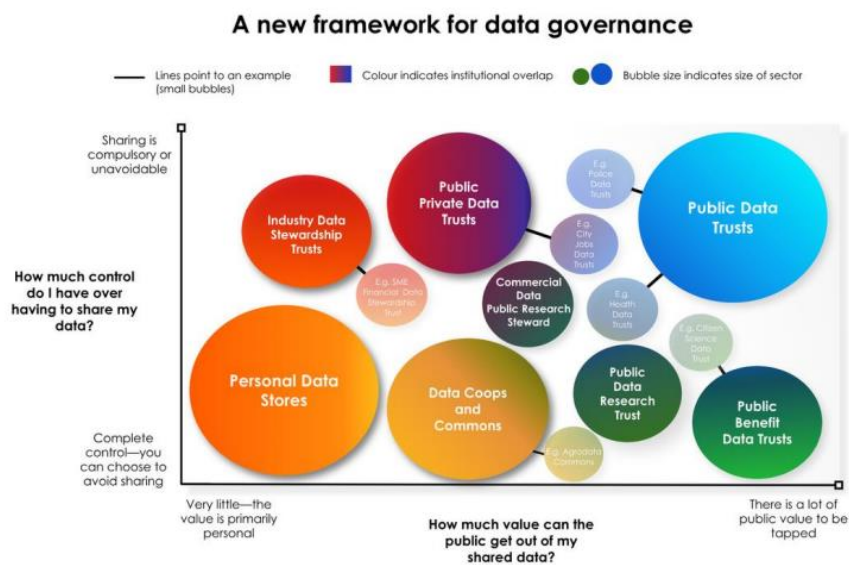 A new framework for data governance
Lines point to an example
(small bubbles)
Colour indicates institutional overlap
Bubble size indicates size of sector
Sharing is
compulsory or
unavoidable
How much control
do I have over
having to share my
data?
Complete
control—you
can choose to
avoid sharing
Industry Data
Stewardship
Trusts
E.g. SME
Financial Data
Stewardship
Trust
Public
Private Data
Trusts
E.g.
Police
Data
Trusts
E.g.
City
Jobs
Data
Trusts
Public Data
Trusts
Commercial
Data
Public Research
Steward
E.g.
Health
Data
Trusts
E.g. Citizen
Science
Data
Trust
Personal Data
Stores
Data Coops
and
Commons
E.g. Agrodata
Commons
Public
Data
Research
Trust
Public
Benefit
Data Trusts
Very little—the
value is primarily
personal
How much value can the
public get out of my
shared data?
There is a lot of
public value to be
tapped